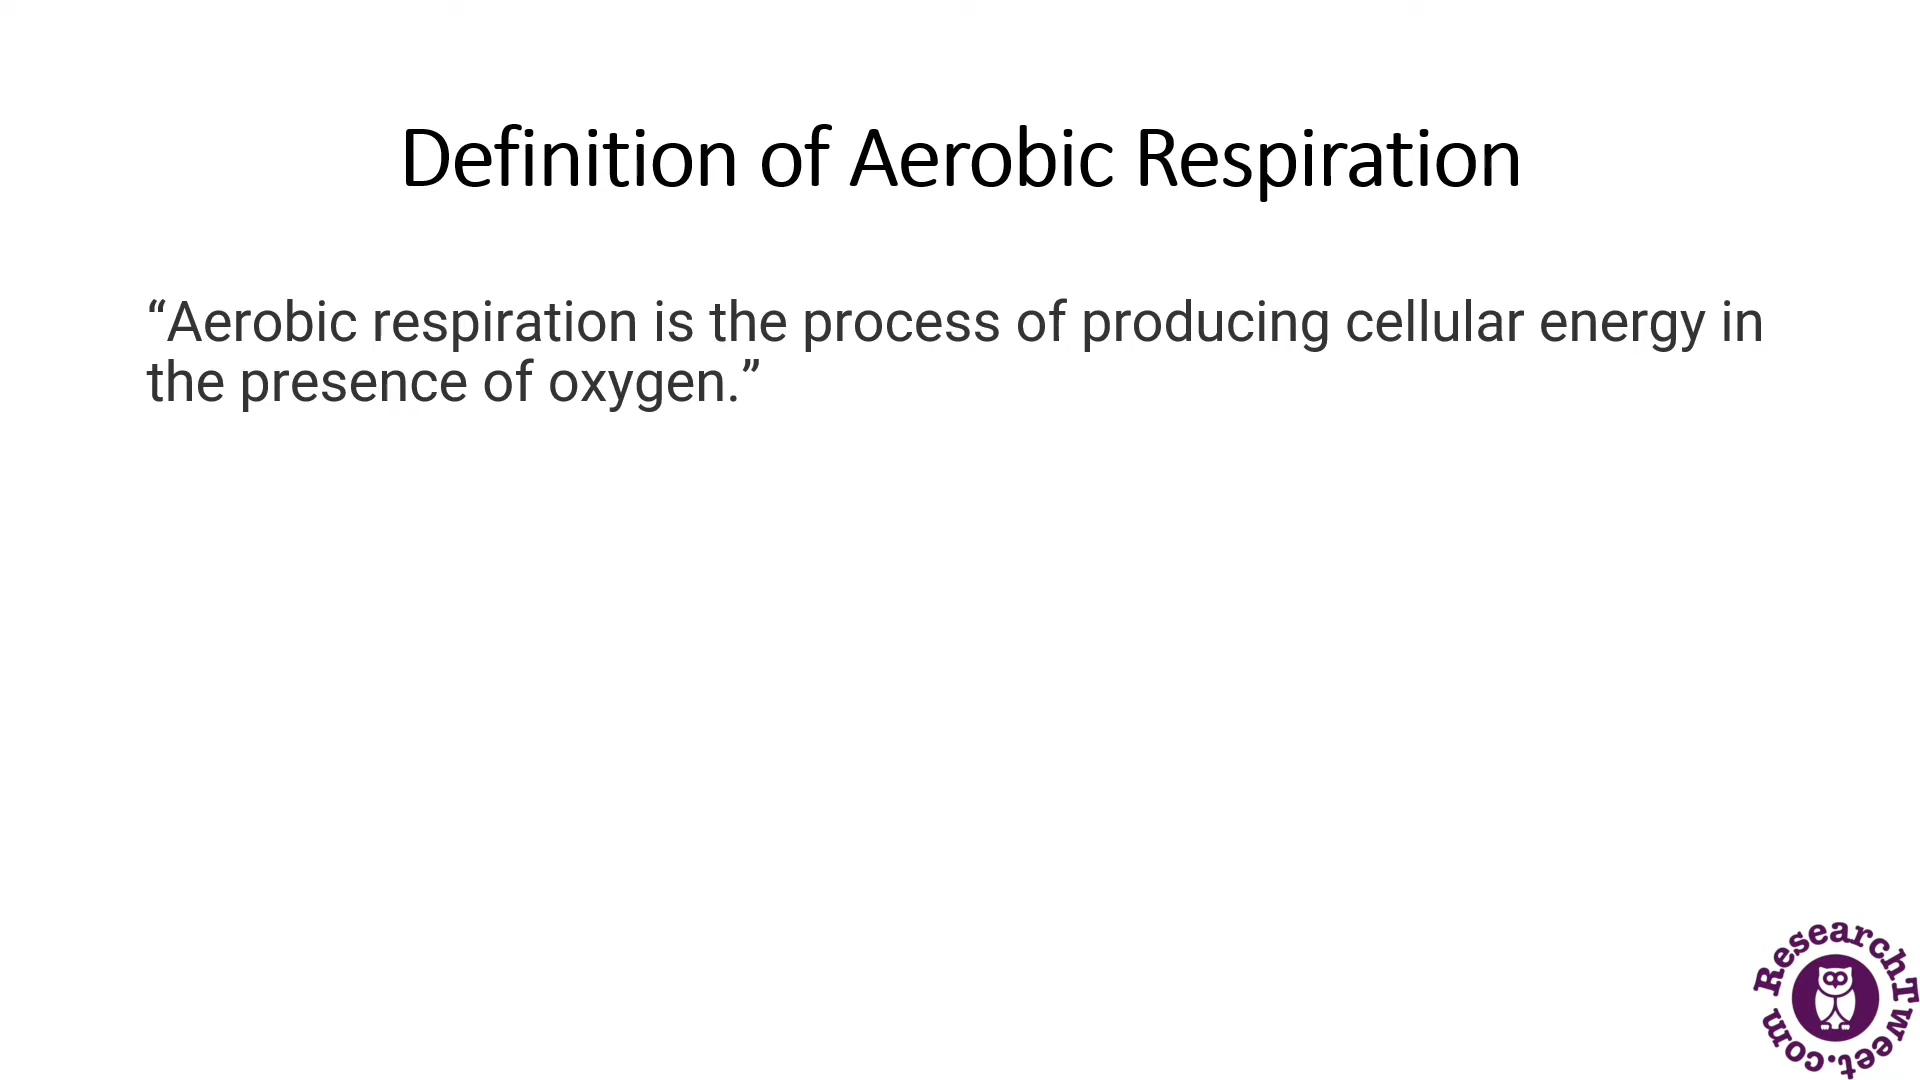 Definition of Aerobic Respiration
“Aerobic respiration is the process of producing cellular energy in
the presence of oxygen.”
ResearchTweet.com